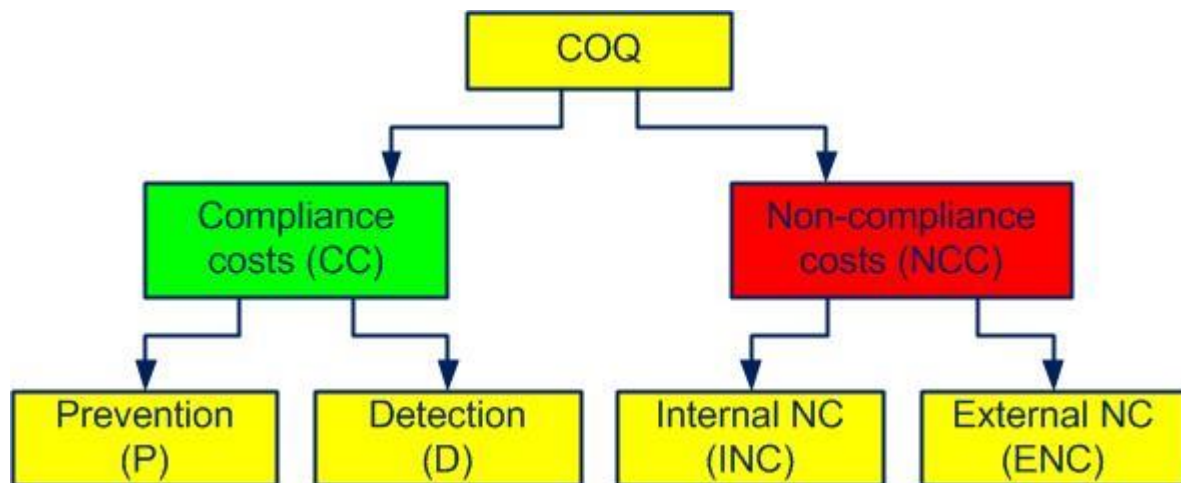 COQ
Compliance
costs (CC)
Non-compliance
costs (NCC)
Prevention
(P)
Detection
(D)
Internal NC
(INC)
External NC
(ENC)